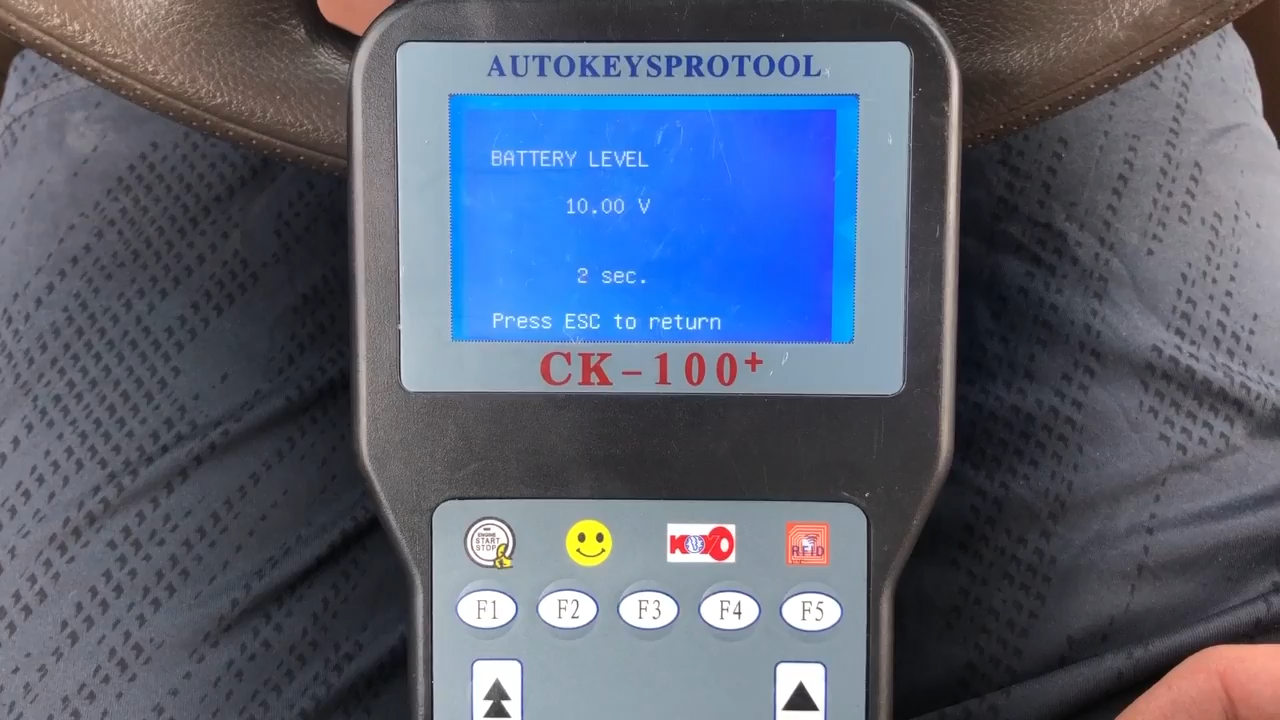 AUTOKEYSPROTOOL
BATTERY LEVEL
10.00 V
2 sec.
Press ESC to return
CK-100+
ENGINE
START
STOP
RFID
F1 F2 F3 F4 F5